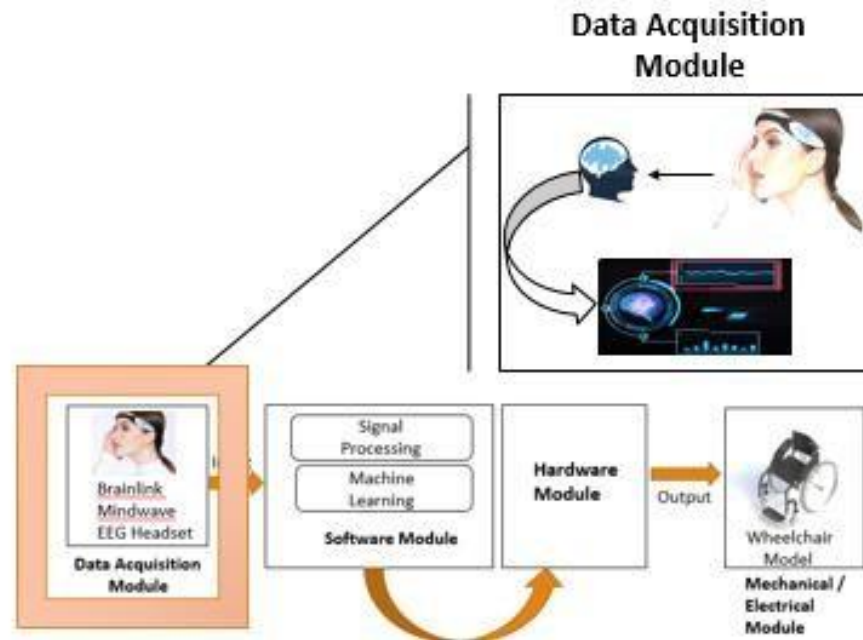 Data Acquisition
Module
Brainlink
Mindwave
EEG Headset
Data Acquisition
Module
Signal
Processing
Machine
Learning
Software Module
Hardware
Module
Output
Wheelchair
Model
Mechanical /
Electrical
Module